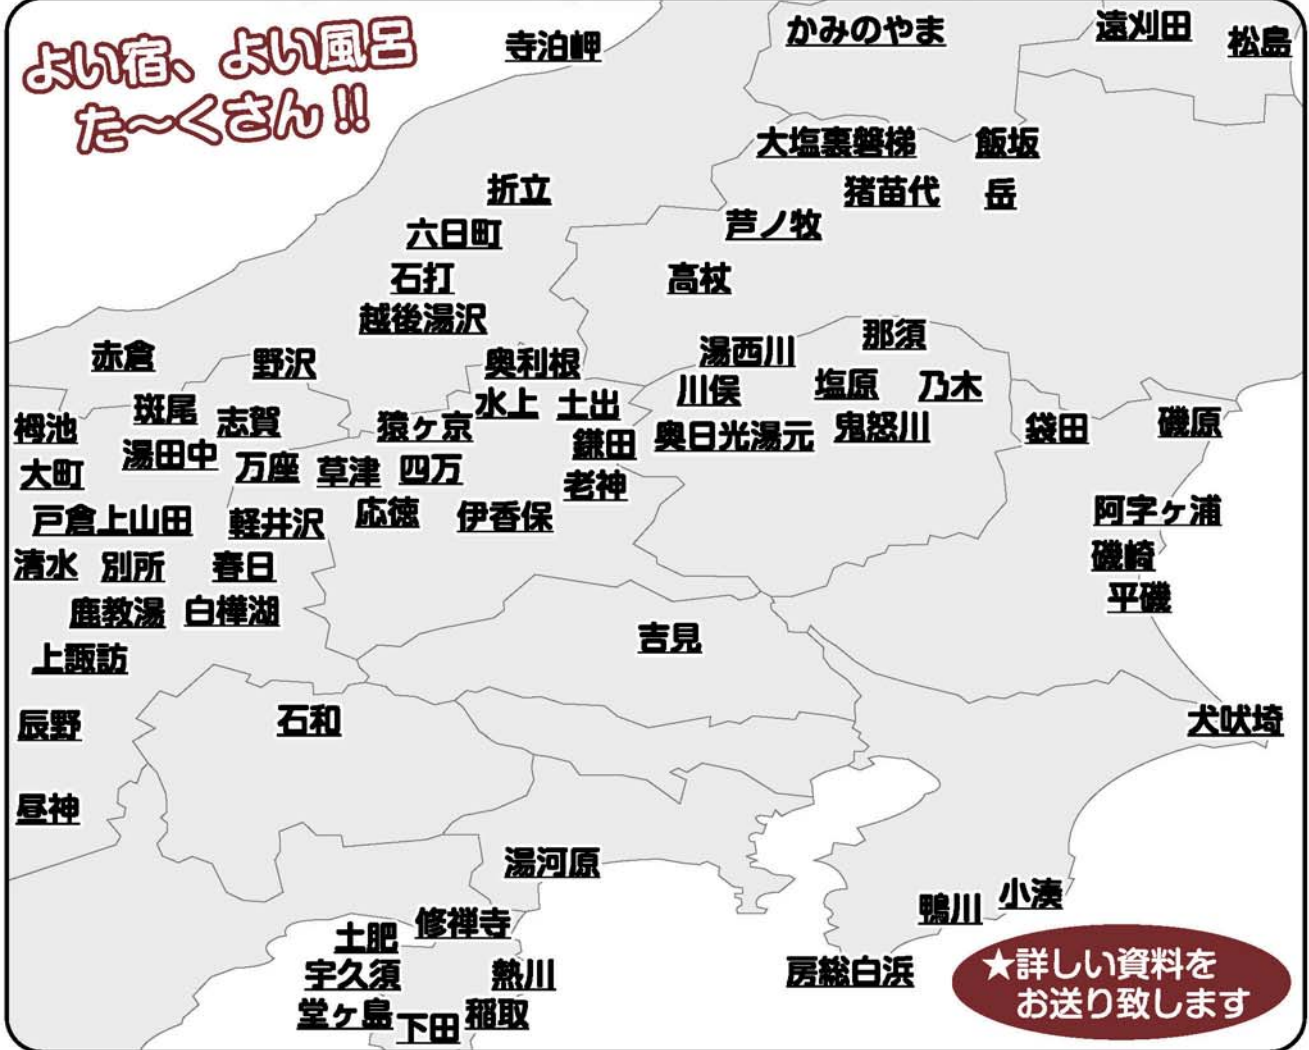 よい宿、よい風呂
た〜くさん!!
寺泊岬
かみのやま
遠刈田
松島
大塩裏磐梯
飯坂
折立
猪苗代
岳
六日町
芦ノ牧
石打
高杖
越後湯沢
赤倉
野沢
奥利根
湯西川
那須
斑尾
志賀
水上
土出
川俣
塩原
乃木
栂池
猿ヶ京
鎌田
奥日光湯元
鬼怒川
袋田
磯原
湯田中
大町
万座
草津
四万
老神
戸倉上山田
軽井沢
応徳
伊香保
阿字ヶ浦
清水
別所
春日
磯崎
鹿教湯
白樺湖
平磯
上諏訪
吉見
辰野
石和
犬吠埼
昼神
湯河原
鴨川
小湊
土肥
修禅寺
宇久須
熱川
房総白浜
堂ヶ島
下田
稲取
★詳しい資料を
お送り致します